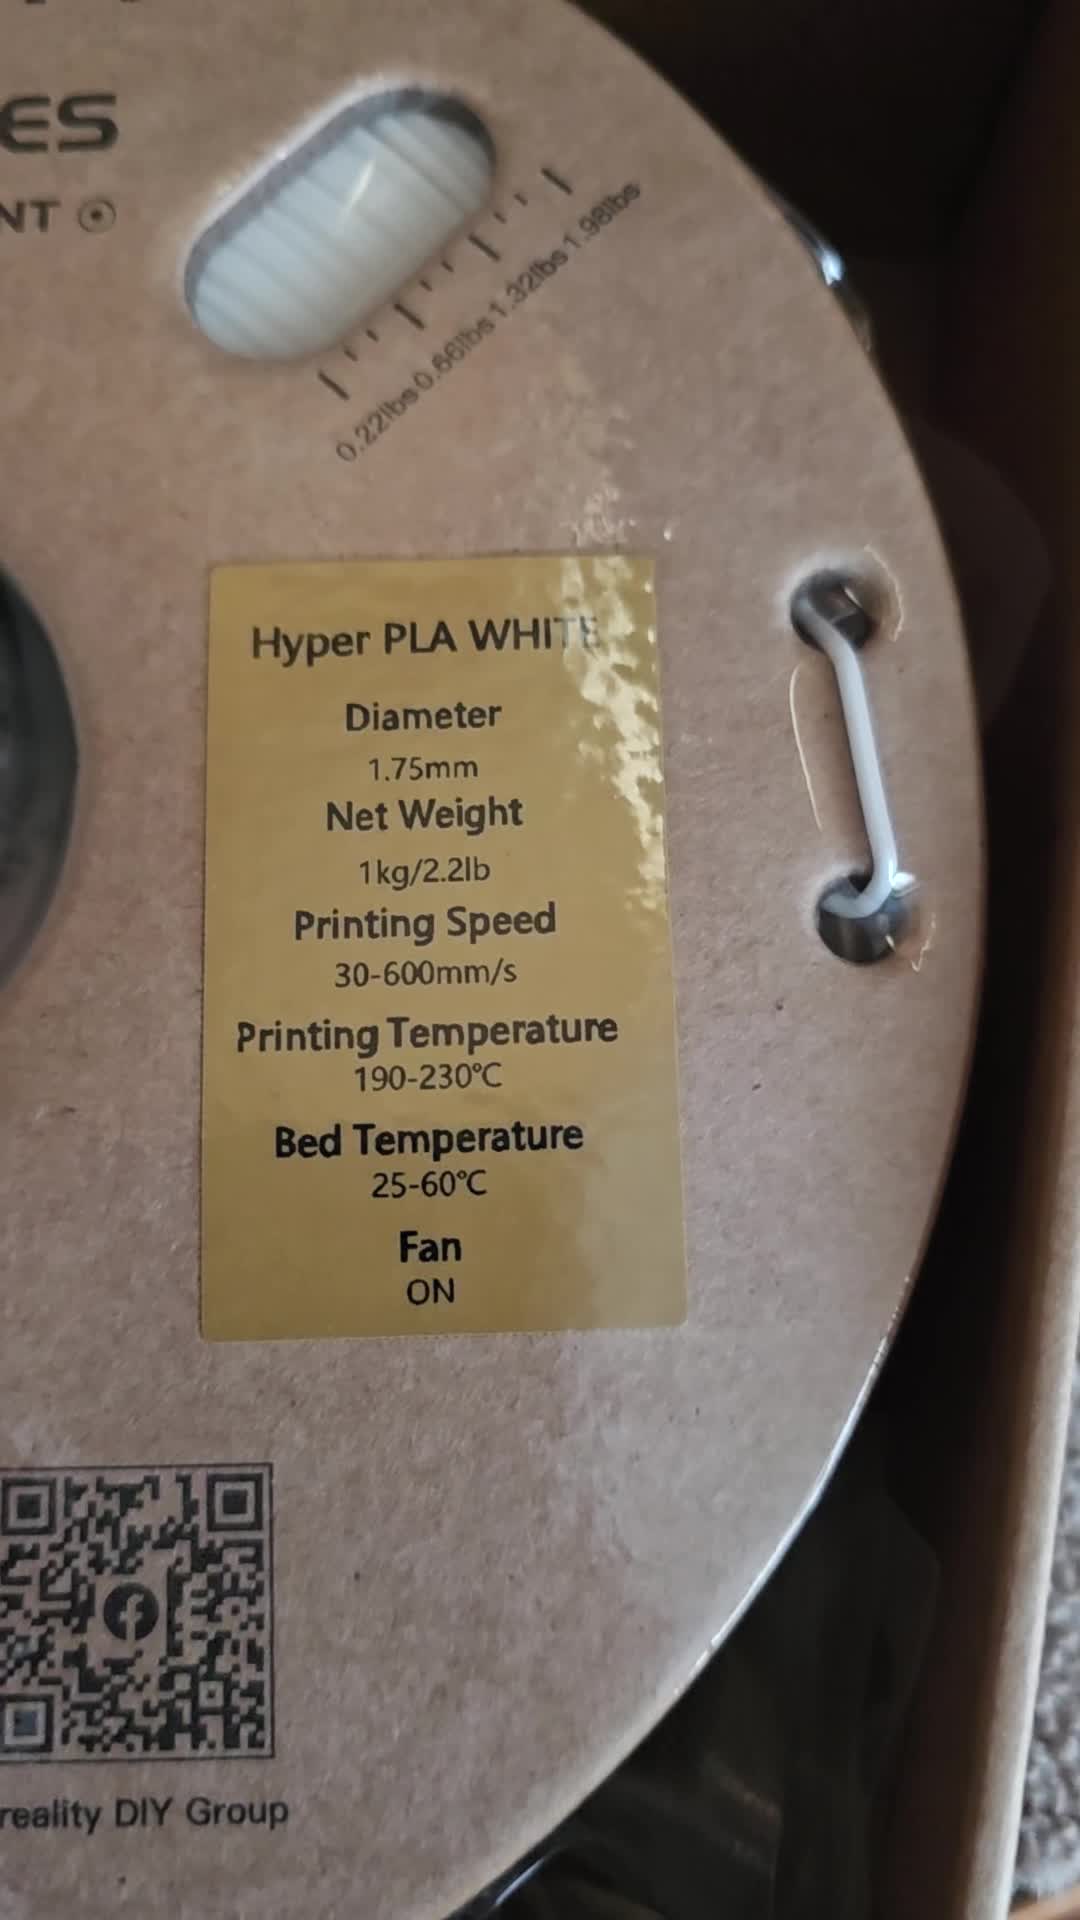 ES
NT
0.22lbs 0.66lbs 1.32lbs 1.98lbs
Hyper PLA WHITE
Diameter
1.75mm
Net Weight
1kg/2.2lb
Printing Speed
30-600mm/s
Printing Temperature
190-230℃
Bed Temperature
25-60℃
Fan
ON
reality DIY Group